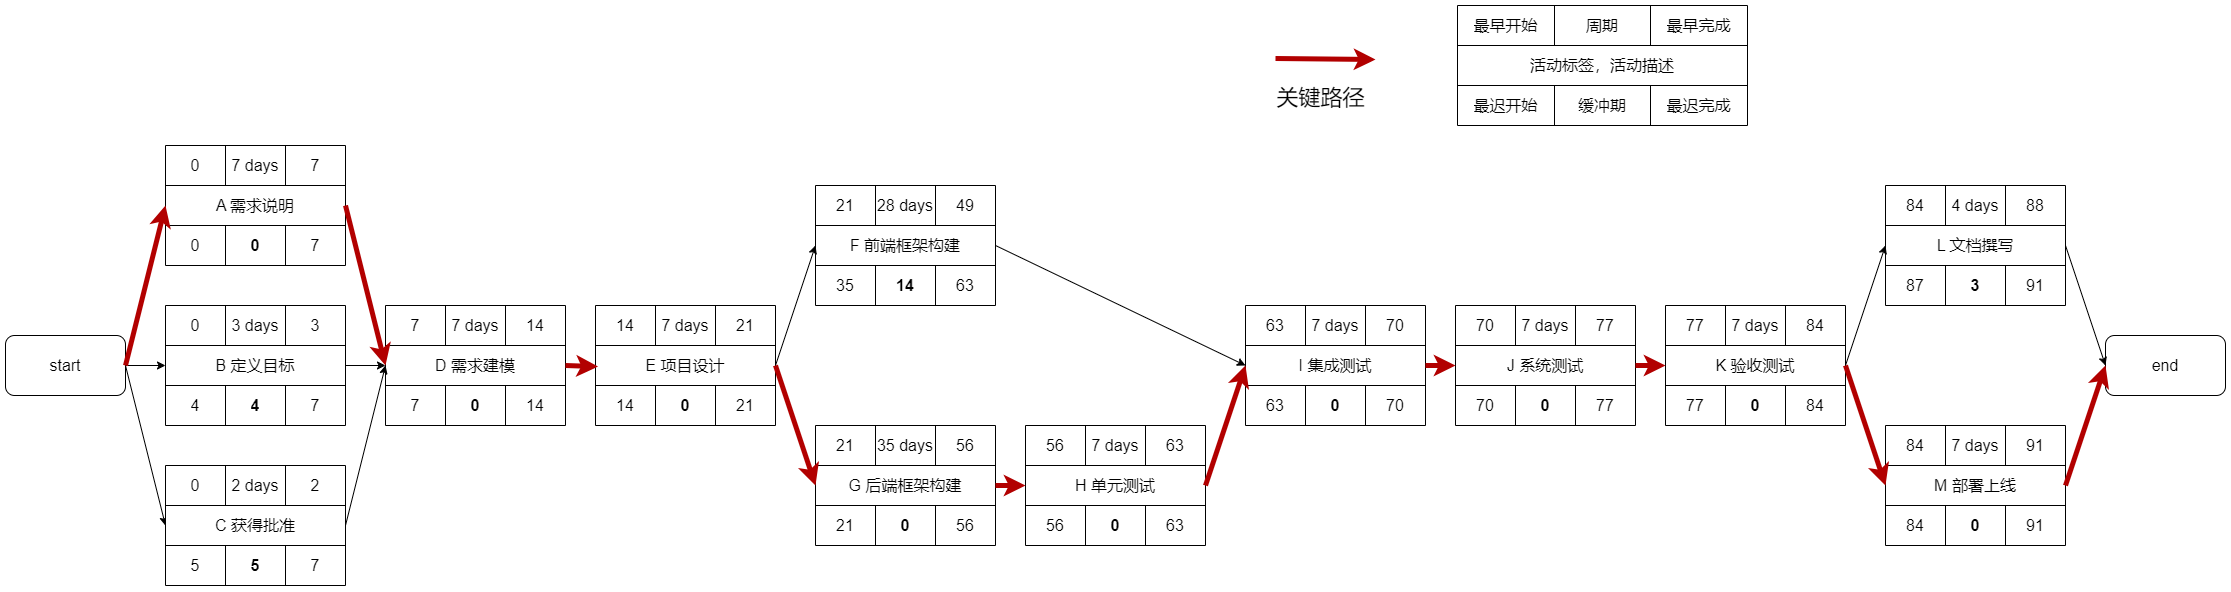 最早开始 周期 最早完成
活动标签，活动描述
最迟开始 缓冲期 最迟完成
关键路径
start
0 7 days 7
A 需求说明
0 0 7
0 3 days 3
B 定义目标
4 4 7
0 2 days 2
C 获得批准
5 5 7
7 7 days 14
D 需求建模
7 0 14
14 7 days 21
E 项目设计
14 0 21
21 28 days 49
F 前端框架构建
35 14 63
21 35 days 56
G 后端框架构建
21 0 56
56 7 days 63
H 单元测试
56 0 63
63 7 days 70
I 集成测试
63 0 70
70 7 days 77
J 系统测试
70 0 77
77 7 days 84
K 验收测试
77 0 84
84 4 days 88
L 文档撰写
87 3 91
84 7 days 91
M 部署上线
84 0 91
end